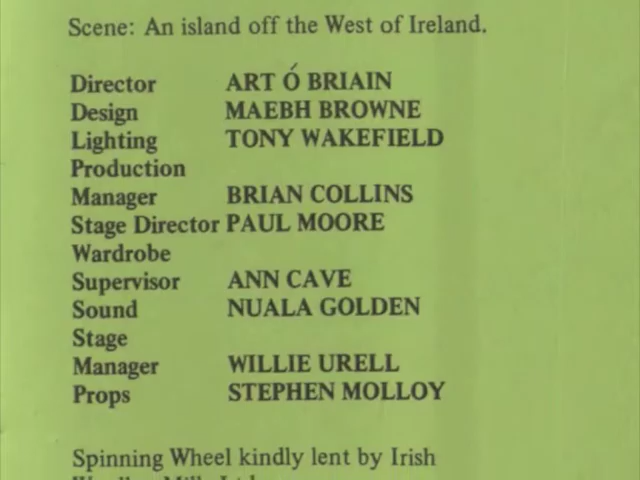 Scene: An island off the West of Ireland.
Director ART Ó BRIAIN
Design MAEBH BROWNE
Lighting TONY WAKEFIELD
Production
Manager BRIAN COLLINS
Stage Director PAUL MOORE
Wardrobe
Supervisor ANN CAVE
Sound NUALA GOLDEN
Stage
Manager WILLIE URELL
Props STEPHEN MOLLOY
Spinning Wheel kindly lent by Irish